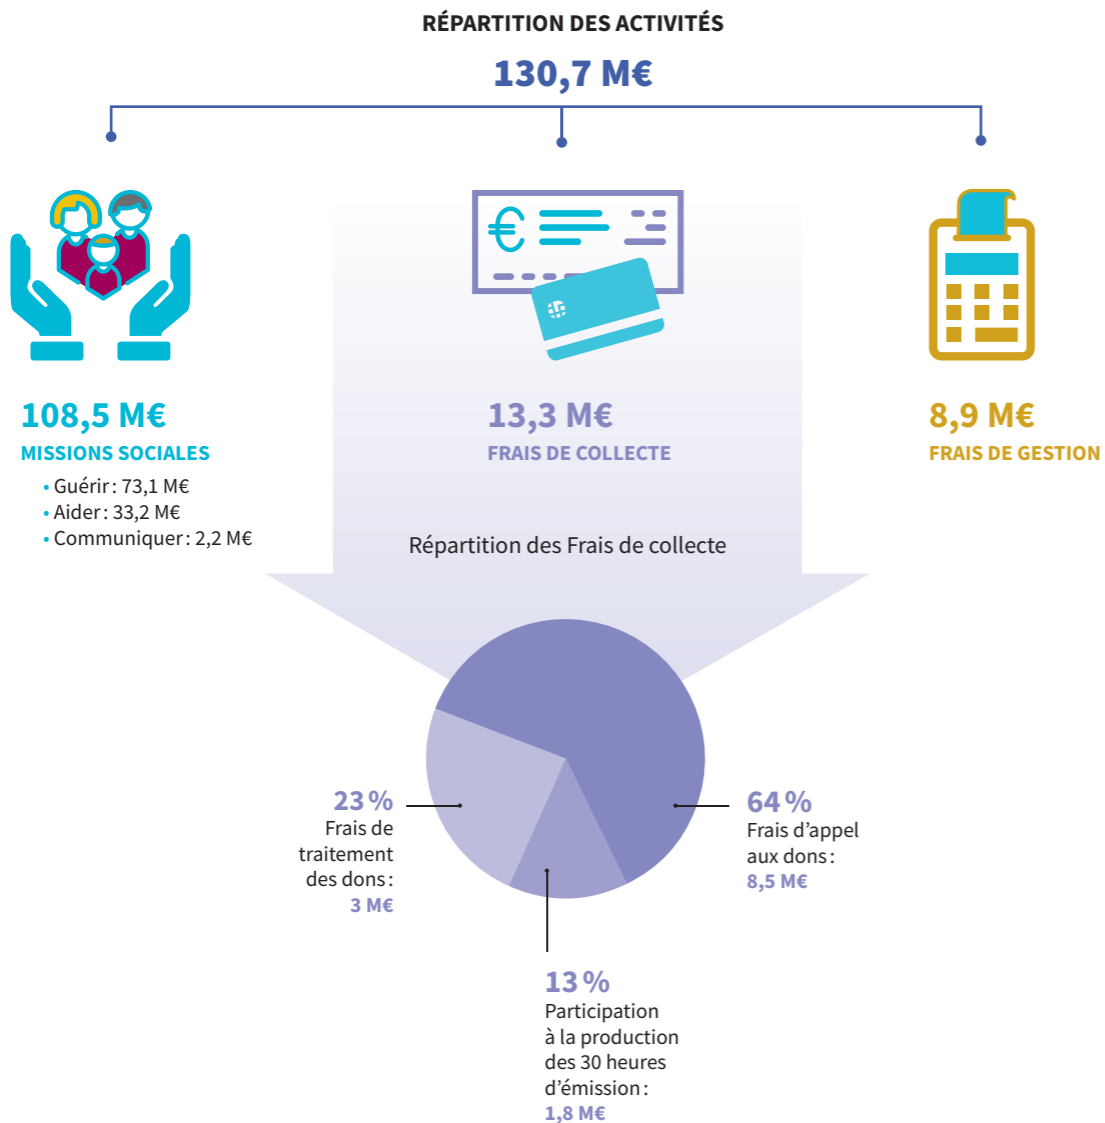 RÉPARTITION DES ACTIVITÉS
130,7 M€
108,5 M€
MISSIONS SOCIALES
• Guérir : 73,1 M€
• Aider : 33,2 M€
• Communiquer : 2,2 M€
13,3 M€
FRAIS DE COLLECTE
8,9 M€
FRAIS DE GESTION
Répartition des Frais de collecte
23 %
Frais de
traitement
des dons :
3 M€
64 %
Frais d’appel
aux dons :
8,5 M€
13 %
Participation
à la production
des 30 heures
d’émission :
1,8 M€